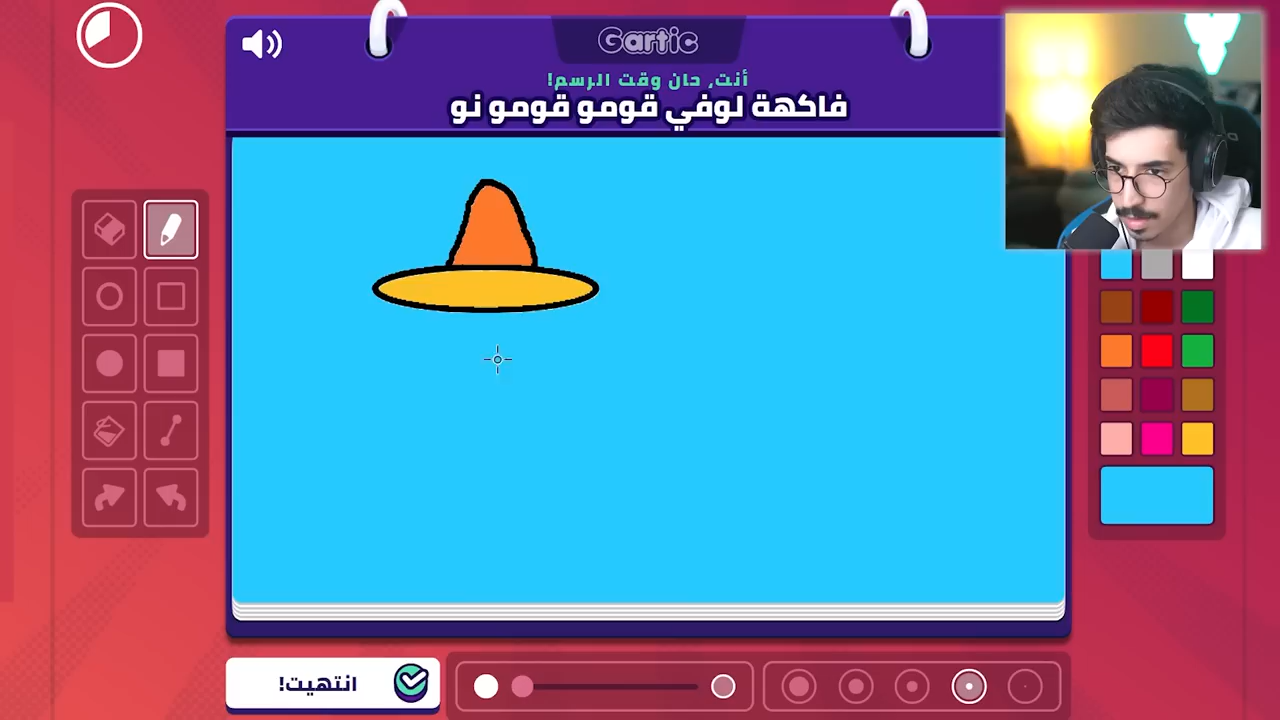 Gartic
أنت, حان وقت الرسم!
فاكهة لوفي قومو قومو نو
انتهيت!